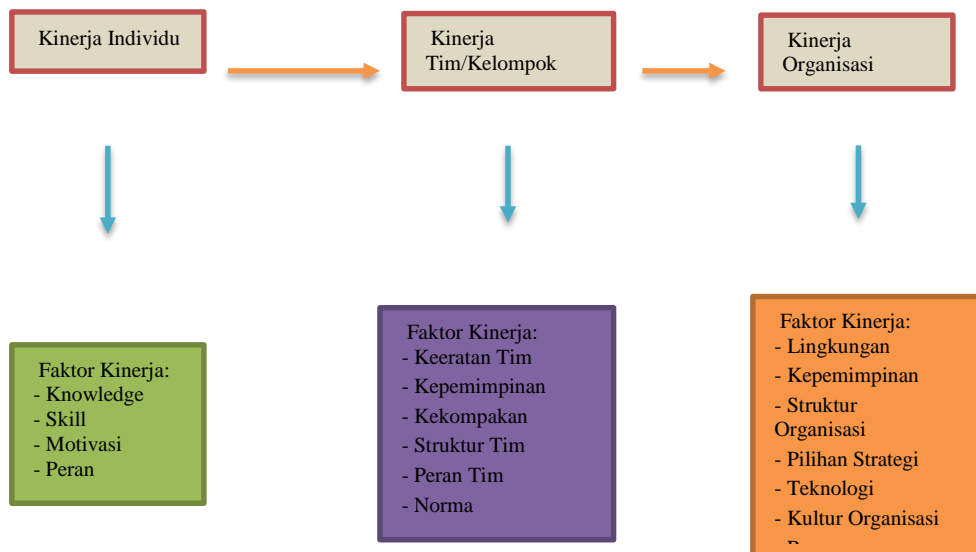 Kinerja Individu
Kinerja
Tim/Kelompok
Kinerja
Organisasi
Faktor Kinerja:
- Knowledge
- Skill
- Motivasi
- Peran
Faktor Kinerja:
- Keeratan Tim
- Kepemimpinan
- Kekompakan
- Struktur Tim
- Peran Tim
- Norma
Faktor Kinerja:
- Lingkungan
- Kepemimpinan
- Struktur
Organisasi
- Pilihan Strategi
- Teknologi
- Kultur Organisasi